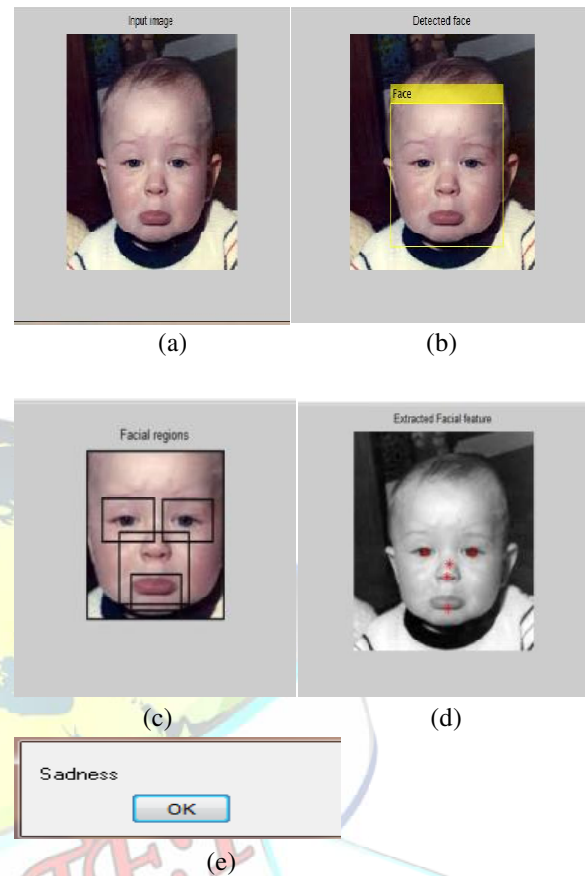 Input image
Detected face
Face
(a)
(b)
Facial regions
Extracted Facial feature
(c)
(d)
Sadness
OK
(e)